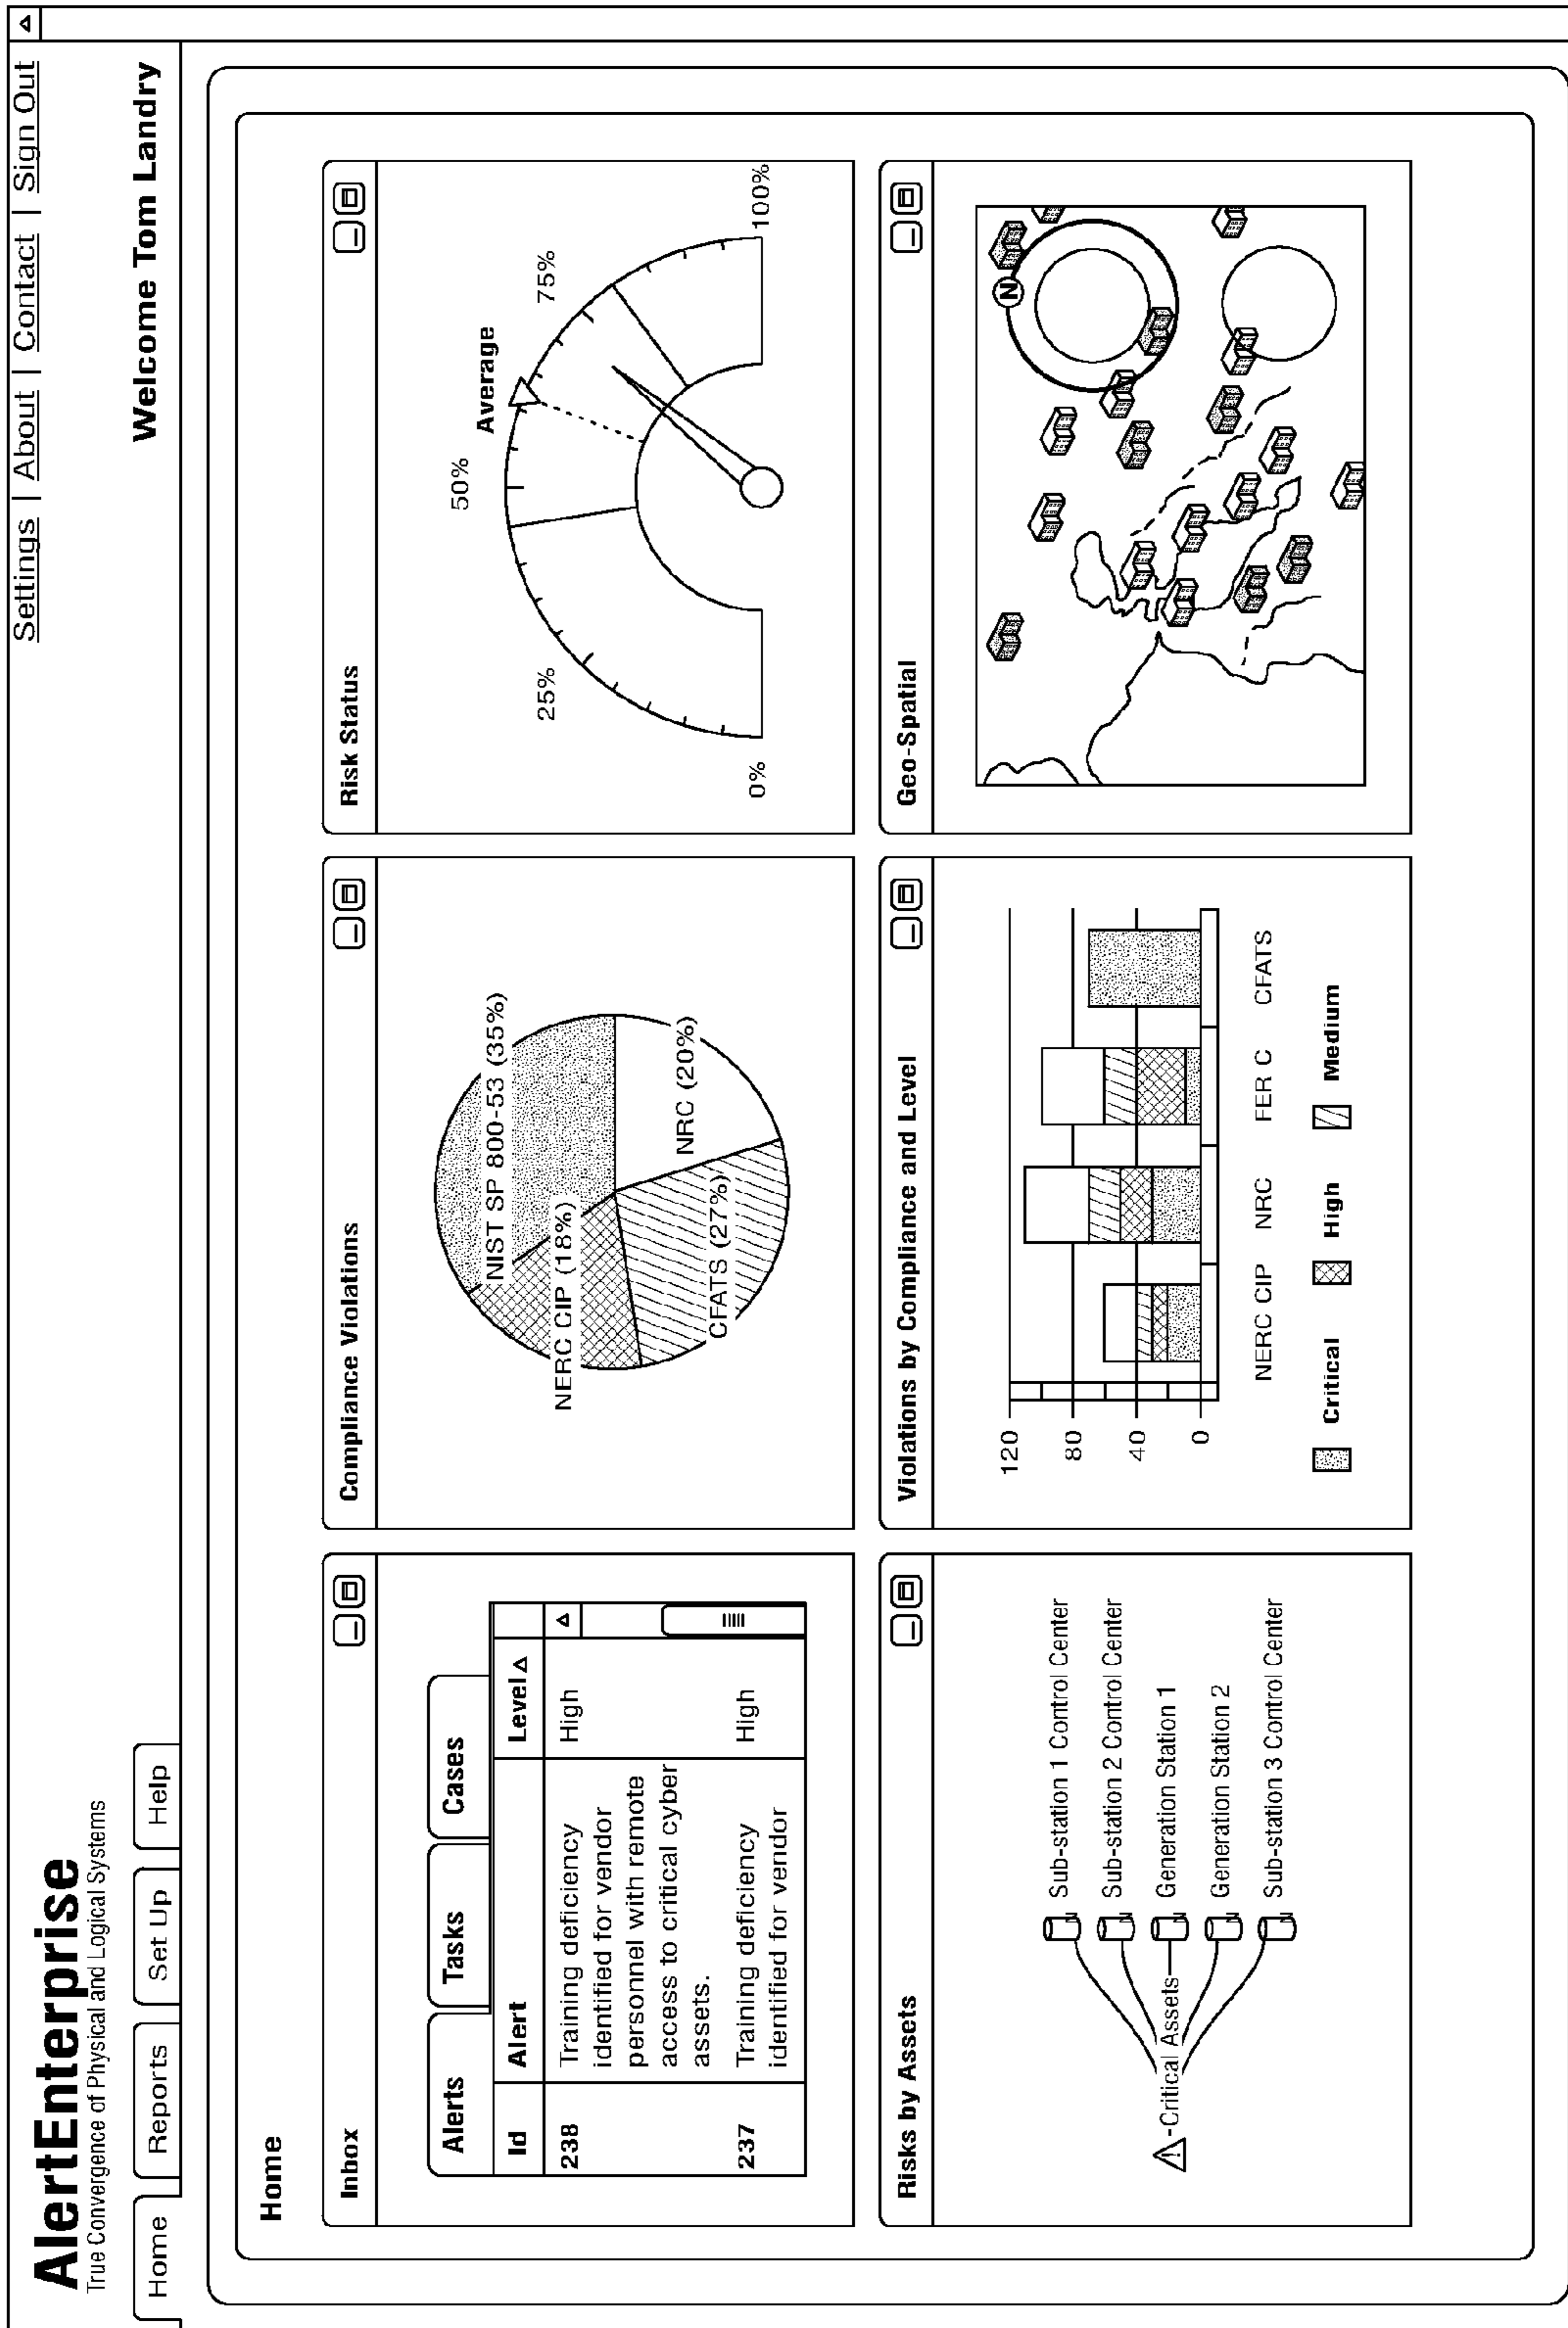 Settings | About | Contact | Sign Out
AlertEnterprise
True Convergence of Physical and Logical Systems
Welcome Tom Landry
Home
Reports
Set Up
Help
Home
Inbox
Alerts
Tasks
Cases
Id
Alert
Level
238
Training deficiency
identified for vendor
personnel with remote
access to critical cyber
assets.
High
237
Training deficiency
identified for vendor
High
Compliance Violations
NIST SP 800-53 (35%)
NERC CIP (18%)
NRC (20%)
CFATS (27%)
Risk Status
0%
25%
50%
Average
75%
100%
Risks by Assets
Critical Assets
Sub-station 1 Control Center
Sub-station 2 Control Center
Generation Station 1
Generation Station 2
Sub-station 3 Control Center
Violations by Compliance and Level
120
80
40
0
NERC CIP
NRC
FER C
CFATS
Critical
High
Medium
Geo-Spatial
N